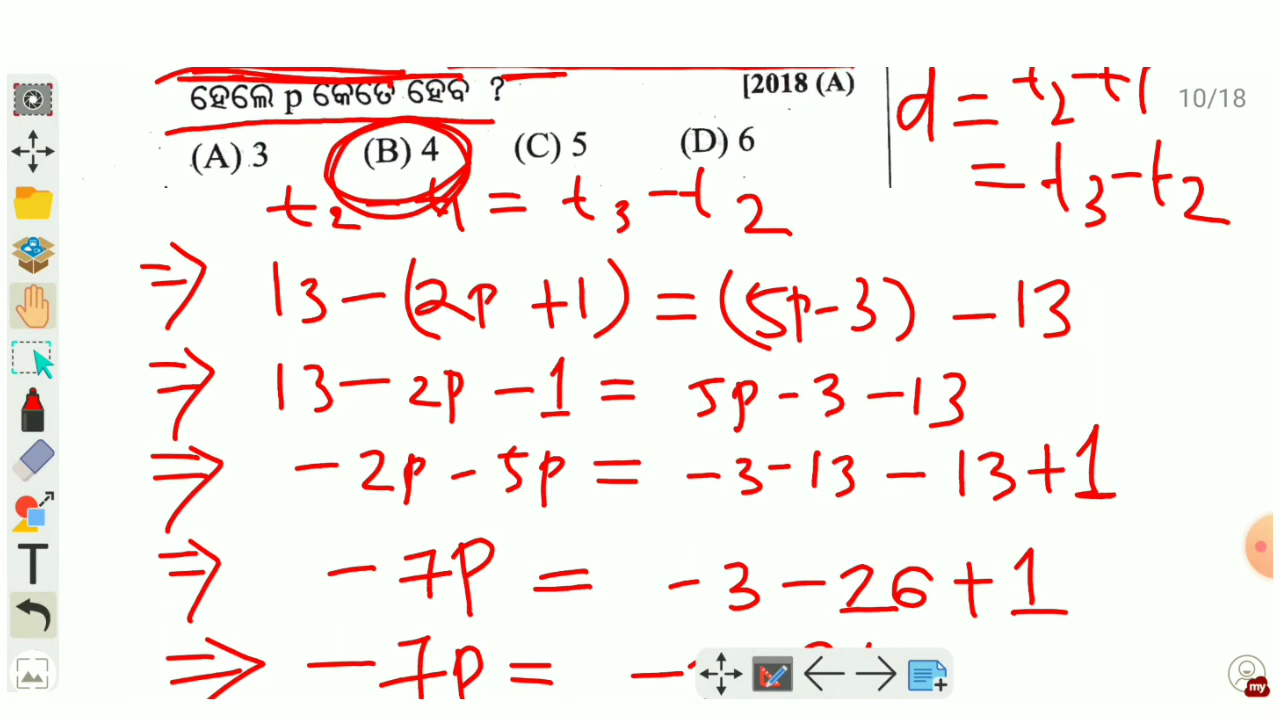 ହେଲେ p କେତେ ହେବ ? [2018 (A)
(A) 3 (B) 4 (C) 5 (D) 6
d = t2 - t1
= t3 - t2
10/18
t2 - t1 = t3 - t2
⇒ 13 - (2p + 1) = (5p - 3) - 13
⇒ 13 - 2p - 1 = 5p - 3 - 13
⇒ - 2p - 5p = - 3 - 13 - 13 + 1
⇒ - 7p = - 3 - 26 + 1
⇒ - 7p = -
T
my